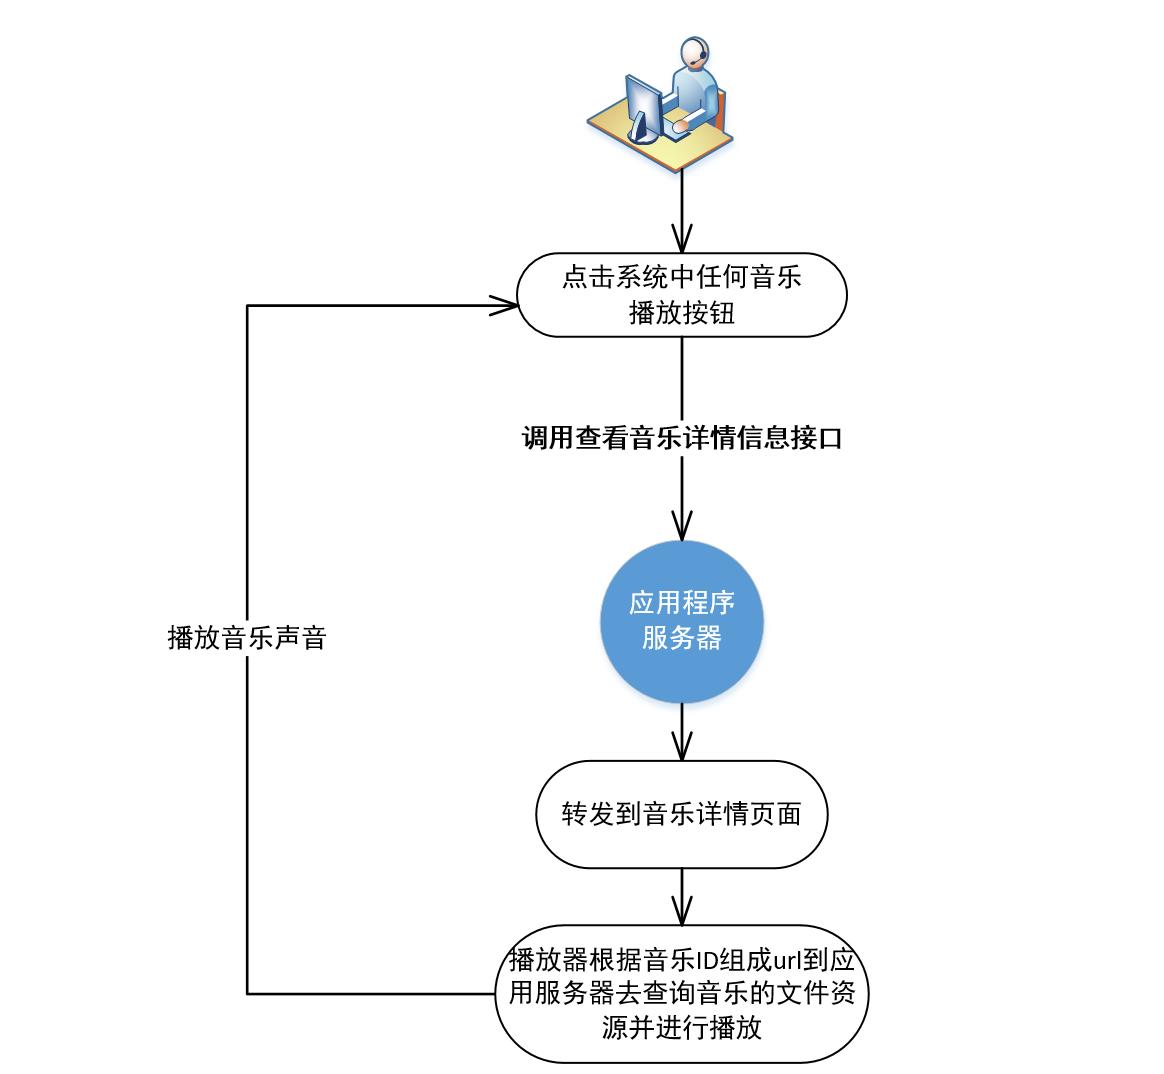 点击系统中任何音乐
播放按钮
调用查看音乐详情信息接口
应用程序
服务器
播放音乐声音
转发到音乐详情页面
播放器根据音乐ID组成url到应
用服务器去查询音乐的文件资
源并进行播放